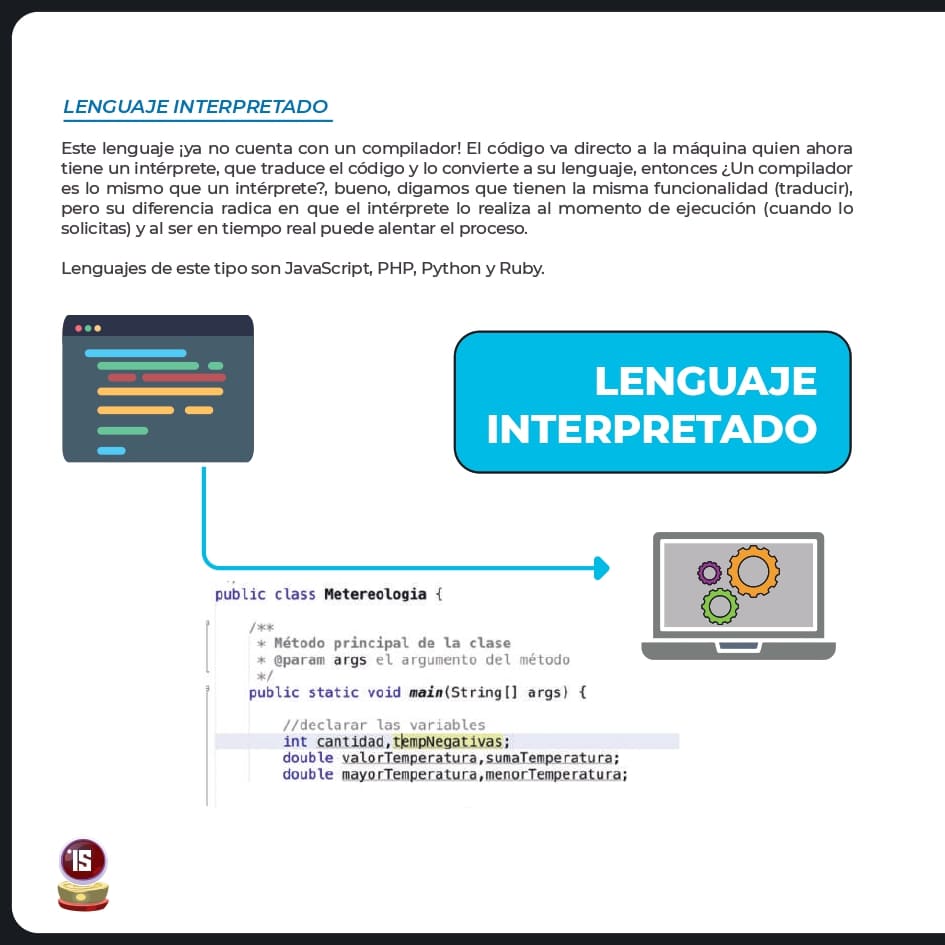 LENGUAJE INTERPRETADO
Este lenguaje ¡ya no cuenta con un compilador! El código va directo a la máquina quien ahora
tiene un intérprete, que traduce el código y lo convierte a su lenguaje, entonces ¿Un compilador
es lo mismo que un intérprete?, bueno, digamos que tienen la misma funcionalidad (traducir),
pero su diferencia radica en que el intérprete lo realiza al momento de ejecución (cuando lo
solicitas) y al ser en tiempo real puede alentar el proceso.
Lenguajes de este tipo son JavaScript, PHP, Python y Ruby.
LENGUAJE
INTERPRETADO
public class Metereologia {
/**
* Método principal de la clase
* @param args el argumento del método
*/
public static void main(String[] args) {
//declarar las variables
int cantidad,tempNegativas;
double valorTemperatura,sumaTemperatura;
double mayorTemperatura,menorTemperatura;
IS